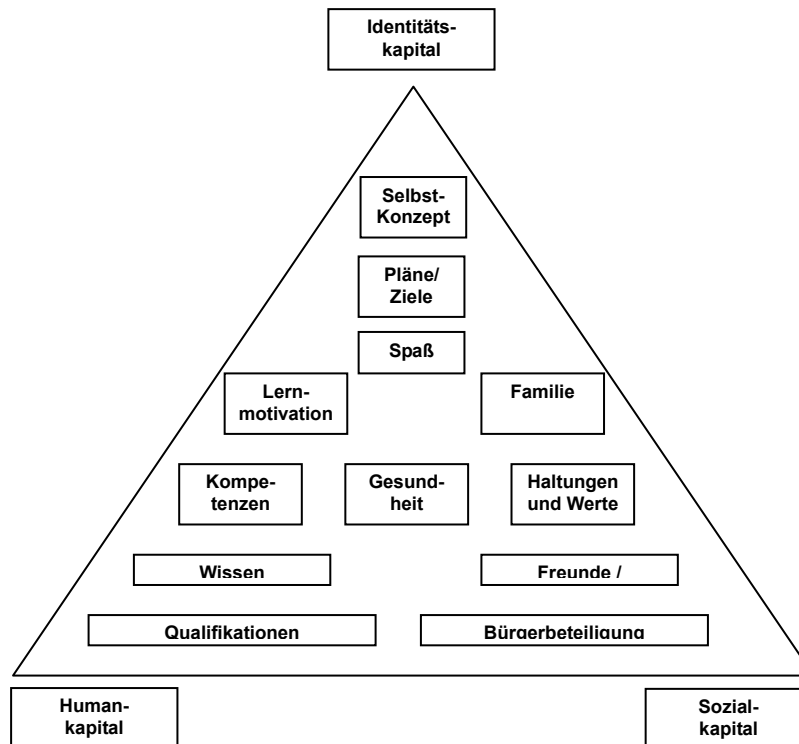 Identitäts-
kapital
Selbst-
Konzept
Pläne/
Ziele
Spaß
Lern-
motivation
Familie
Kompe-
tenzen
Gesund-
heit
Haltungen
und Werte
Wissen
Freunde /
Qualifikationen
Bürgerbeteiligung
Human-
kapital
Sozial-
kapital